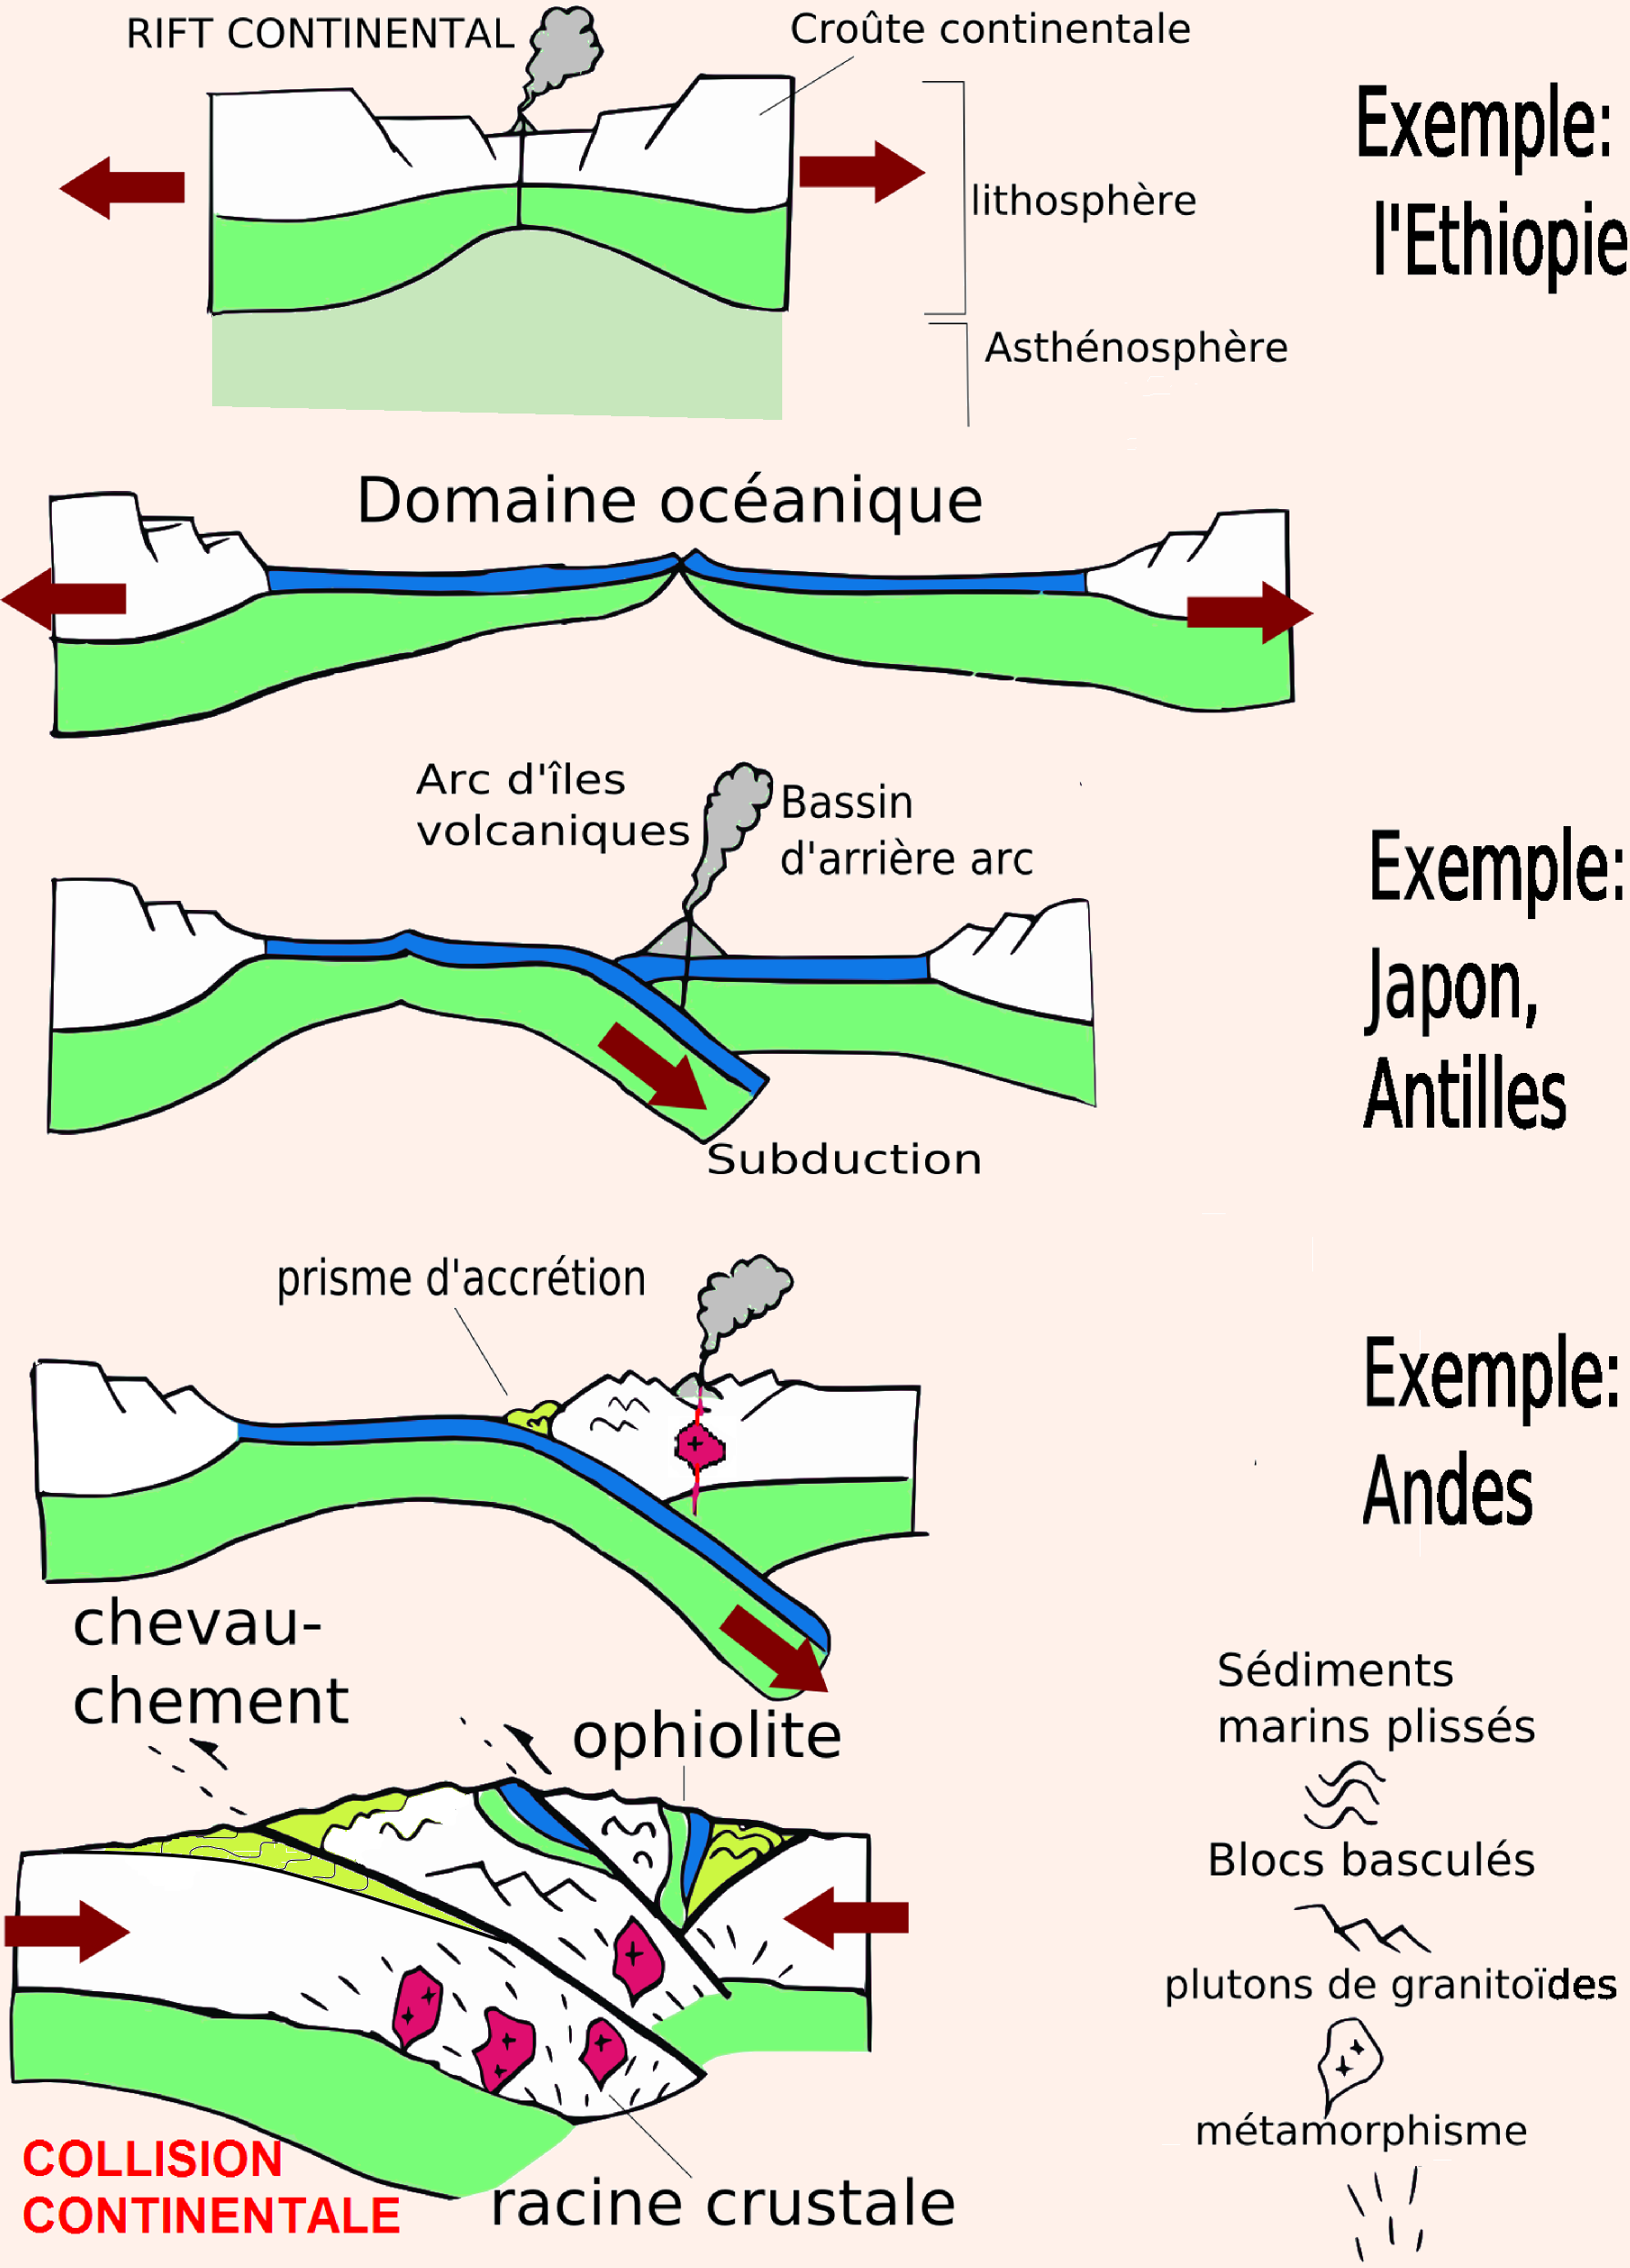 RIFT CONTINENTAL
Croûte continentale
lithosphère
Asthénosphère
Exemple:
l'Ethiopie
Domaine océanique
Arc d'îles
volcaniques
Bassin
d'arrière arc
Subduction
Exemple:
Japon,
Antilles
prisme d'accrétion
Exemple:
Andes
chevau-
chement
ophiolite
racine crustale
COLLISION
CONTINENTALE
Sédiments
marins plissés
Blocs basculés
plutons de granitoïdes
métamorphisme